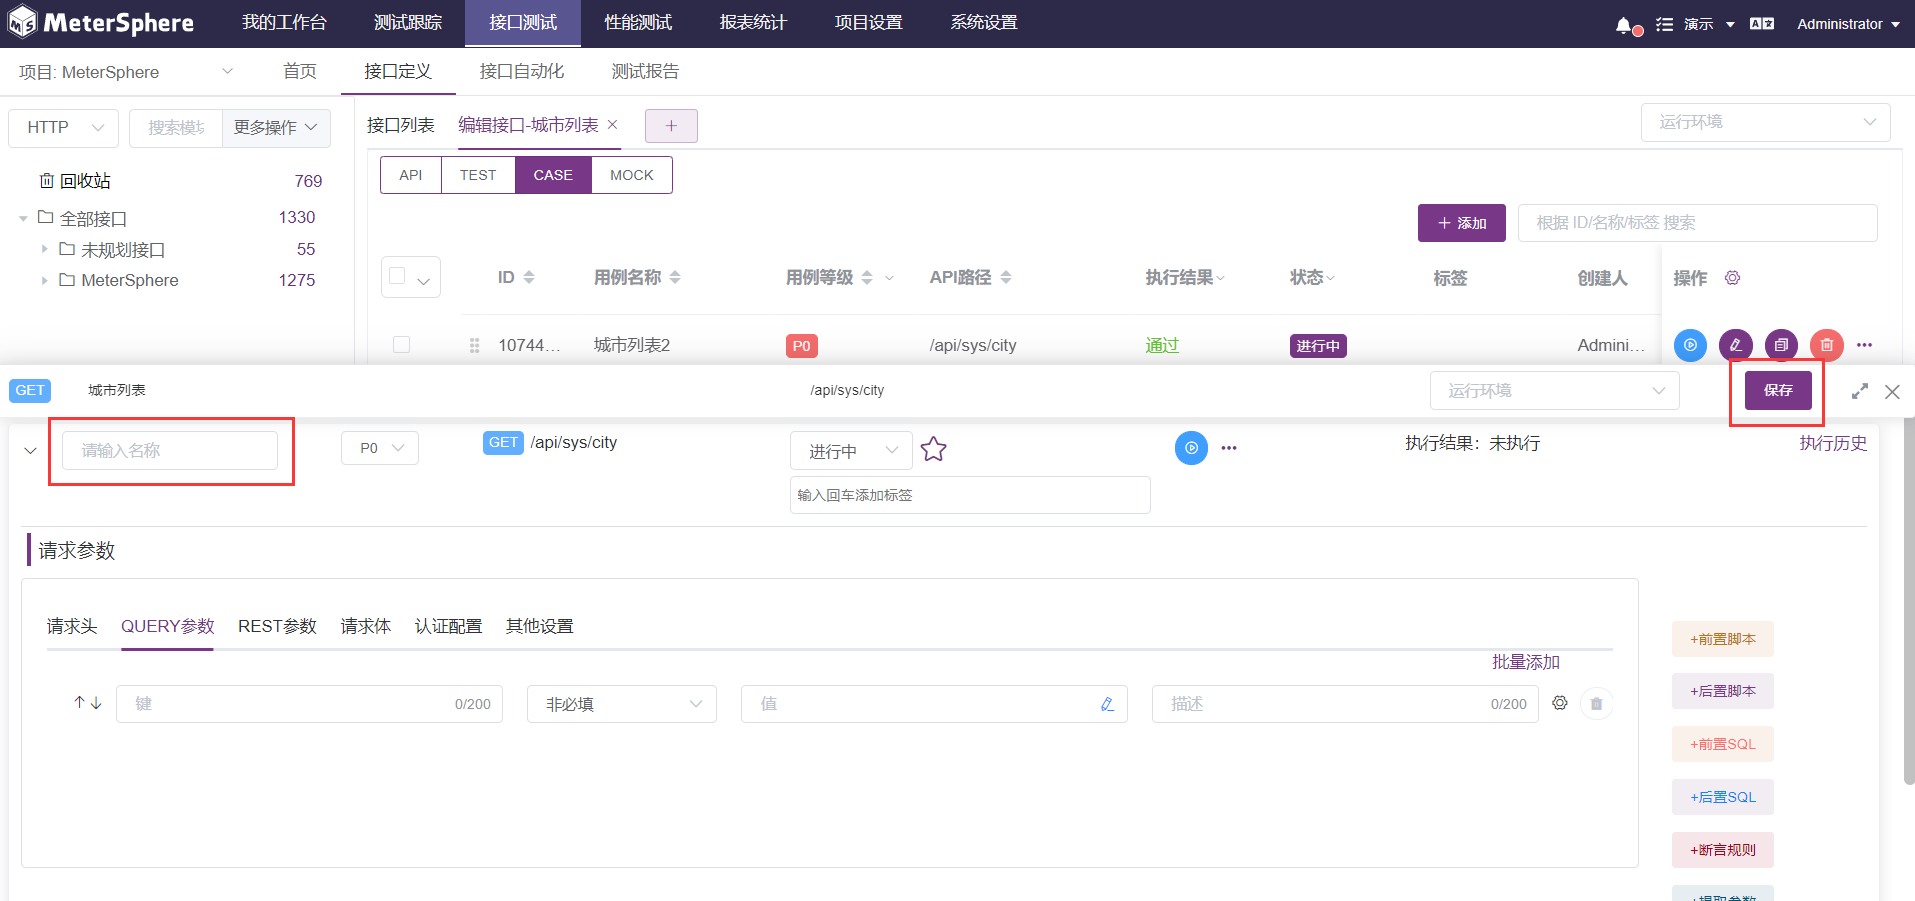 MeterSphere 我的工作台 测试跟踪 接口测试 性能测试 报表统计 项目设置 系统设置 演示 Administrator
项目: MeterSphere 首页 接口定义 接口自动化 测试报告
HTTP 搜索模块 更多操作 接口列表 编辑接口-城市列表 × + 运行环境
API TEST CASE MOCK
回收站 769
全部接口 1330
未规划接口 55
MeterSphere 1275
+ 添加 根据 ID/名称/标签 搜索
ID 用例名称 用例等级 API路径 执行结果 状态 标签 创建人 操作
10744... 城市列表2 P0 /api/sys/city 通过 进行中 Admini...
GET 城市列表 /api/sys/city 运行环境 保存
请输入名称 P0 GET /api/sys/city 进行中 执行结果: 未执行 执行历史
输入回车添加标签
请求参数
请求头 QUERY参数 REST参数 请求体 认证配置 其他设置
批量添加
键 0/200 非必填 值 描述 0/200
+前置脚本
+后置脚本
+前置SQL
+后置SQL
+断言规则
+提取参数